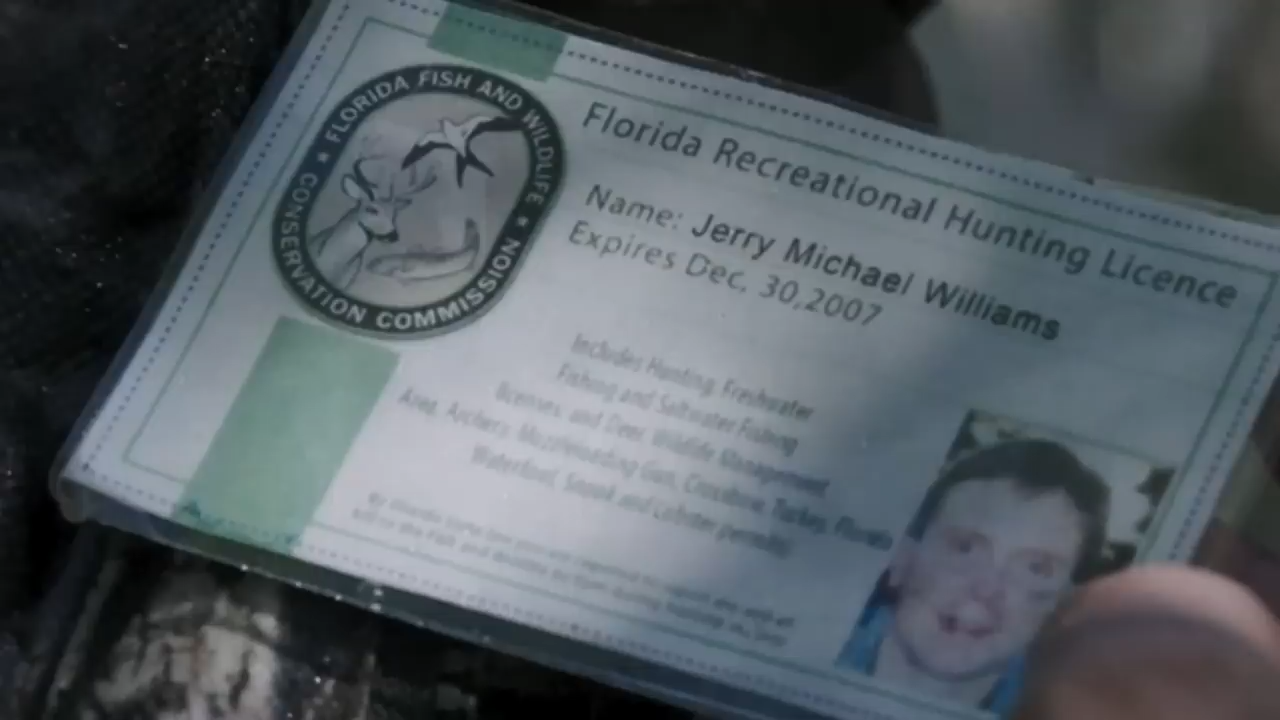 FLORIDA FISH AND WILDLIFE
CONSERVATION COMMISSION
Florida Recreational Hunting Licence
Name: Jerry Michael Williams
Expires Dec. 30,2007
Includes Hunting, Freshwater
Fishing and Saltwater Fishing
licenses, and Deer, Wildlife Management
Area, Archery, Muzzleloading Gun, Crossbow, Turkey, Florida
Waterfowl, Snook and Lobster permits